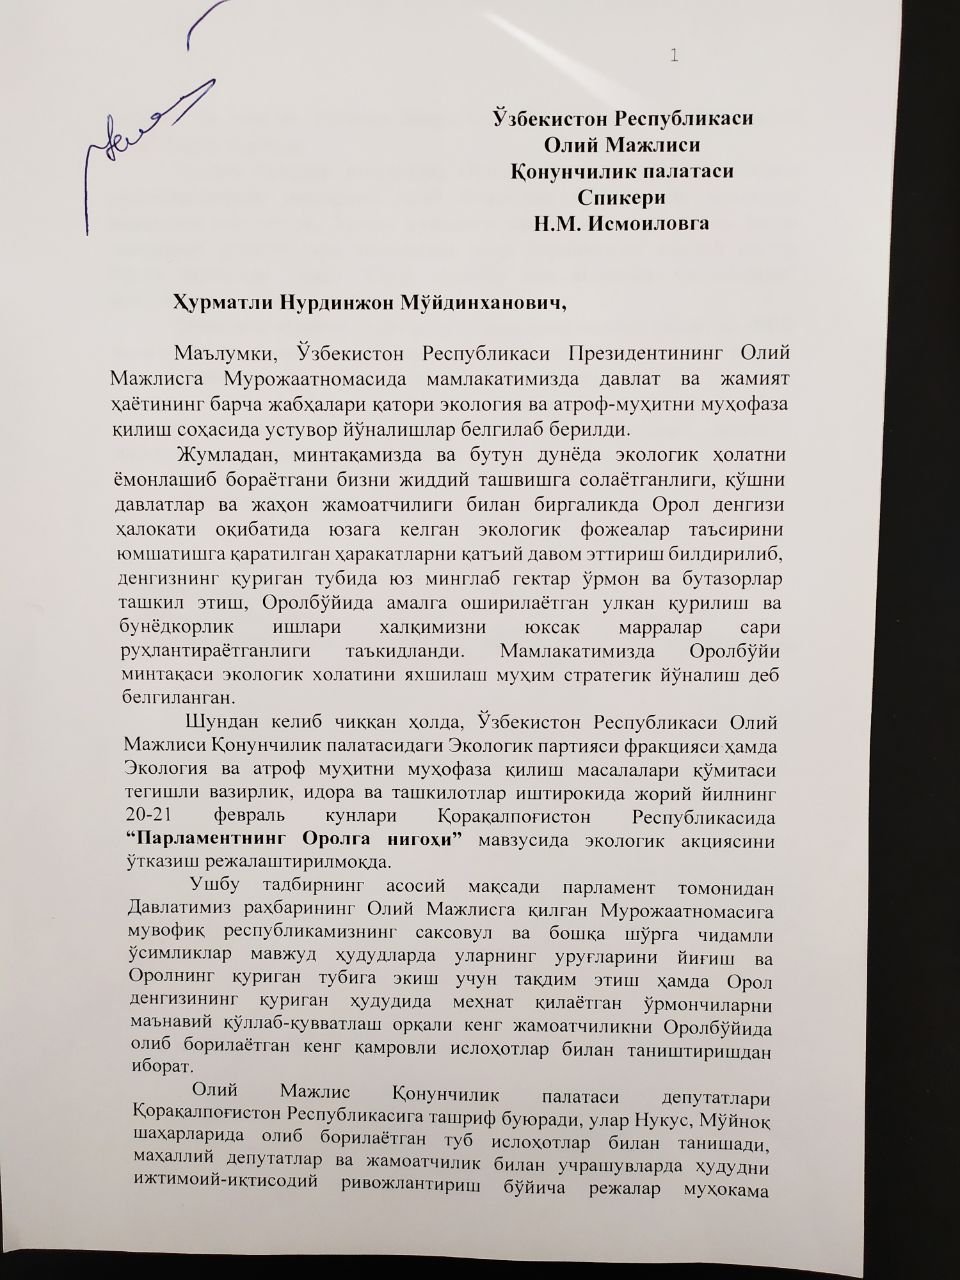 1
Ўзбекистон Республикаси
Олий Мажлиси
Қонунчилик палатаси
Спикери
Н.М. Исмоиловга
Ҳурматли Нурдинжон Мўйдинханович,
Маълумки, Ўзбекистон Республикаси Президентининг Олий
Мажлисга Мурожаатномасида мамлакатимизда давлат ва жамият
ҳаётининг барча жабҳалари қатори экология ва атроф-муҳитни муҳофаза
қилиш соҳасида устувор йўналишлар белгилаб берилди.
Жумладан, минтақамизда ва бутун дунёда экологик ҳолатни
ёмонлашиб бораётгани бизни жиддий ташвишга солаётганлиги, қўшни
давлатлар ва жаҳон жамоатчилиги билан биргаликда Орол денгизи
ҳалокати оқибатида юзага келган экологик фожеалар таъсирини
юмшатишга қаратилган ҳаракатларни қатъий давом эттириш билдирилиб,
денгизнинг қуриган тубида юз минглаб гектар ўрмон ва бутазорлар
ташкил этиш, Оролбўйида амалга оширилаётган улкан қурилиш ва
бунёдкорлик ишлари халқимизни юксак марралар сари
руҳлантираётганлиги таъкидланди. Мамлакатимизда Оролбўйи
минтақаси экологик холатини яхшилаш муҳим стратегик йўналиш деб
белгиланган.
Шундан келиб чиққан ҳолда, Ўзбекистон Республикаси Олий
Мажлиси Қонунчилик палатасидаги Экологик партияси фракцияси ҳамда
Экология ва атроф муҳитни муҳофаза қилиш масалалари қўмитаси
тегишли вазирлик, идора ва ташкилотлар иштирокида жорий йилнинг
20-21 февраль кунлари Қорақалпоғистон Республикасида
“Парламентнинг Оролга нигоҳи” мавзусида экологик акциясини
ўтказиш режалаштирилмоқда.
Ушбу тадбирнинг асосий мақсади парламент томонидан
Давлатимиз раҳбарининг Олий Мажлисга қилган Мурожаатномасига
мувофиқ республикамизнинг саксовул ва бошқа шўрга чидамли
ўсимликлар мавжуд ҳудудларда уларнинг уруғларини йиғиш ва
Оролнинг қуриган тубига экиш учун тақдим этиш ҳамда Орол
денгизининг қуриган ҳудудида меҳнат қилаётган ўрмончиларни
маънавий қўллаб-қувватлаш орқали кенг жамоатчиликни Оролбўйида
олиб борилаётган кенг қамровли ислоҳотлар билан таништиришдан
иборат.
Олий Мажлис Қонунчилик палатаси депутатлари
Қорақалпоғистон Республикасига ташриф буюради, улар Нукус, Мўйноқ
шаҳарларида олиб борилаётган туб ислоҳотлар билан танишади,
маҳаллий депутатлар ва жамоатчилик билан учрашувларда ҳудудни
ижтимоий-иқтисодий ривожлантириш бўйича режалар муҳокама